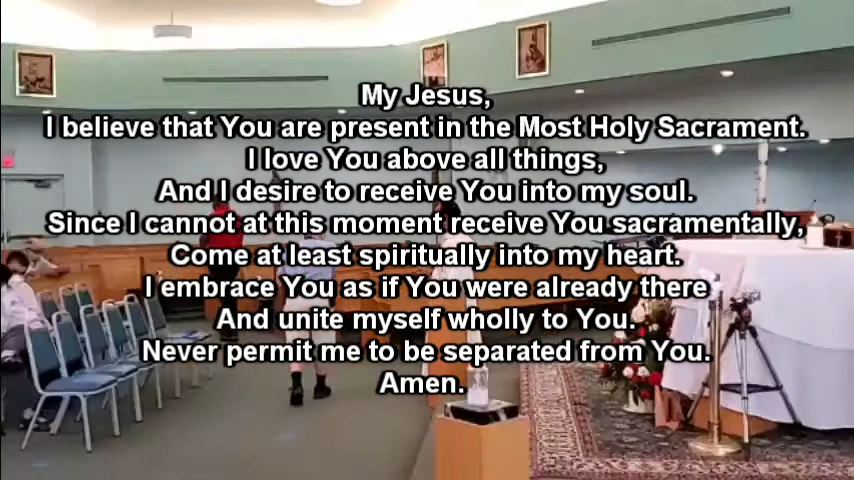 My Jesus,
I believe that You are present in the Most Holy Sacrament.
I love You above all things,
And I desire to receive You into my soul.
Since I cannot at this moment receive You sacramentally,
Come at least spiritually into my heart.
I embrace You as if You were already there
And unite myself wholly to You.
Never permit me to be separated from You.
Amen.